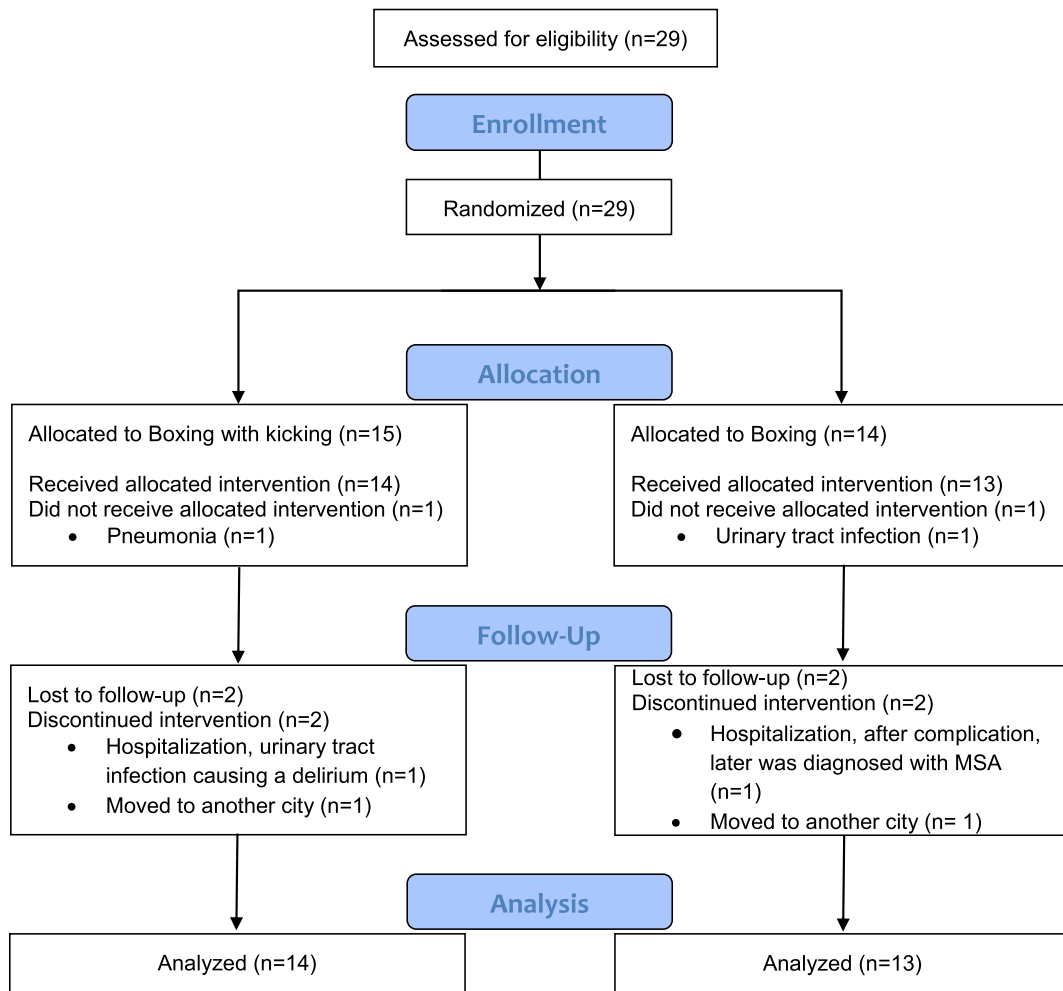 Assessed for eligibility (n=29)
Enrollment
Randomized (n=29)
Allocation
Allocated to Boxing with kicking (n=15)
Received allocated intervention (n=14)
Did not receive allocated intervention (n=1)
• Pneumonia (n=1)
Allocated to Boxing (n=14)
Received allocated intervention (n=13)
Did not receive allocated intervention (n=1)
• Urinary tract infection (n=1)
Follow-Up
Lost to follow-up (n=2)
Discontinued intervention (n=2)
• Hospitalization, urinary tract
infection causing a delirium (n=1)
• Moved to another city (n=1)
Lost to follow-up (n=2)
Discontinued intervention (n=2)
• Hospitalization, after complication,
later was diagnosed with MSA
(n=1)
• Moved to another city (n= 1)
Analysis
Analyzed (n=14)
Analyzed (n=13)